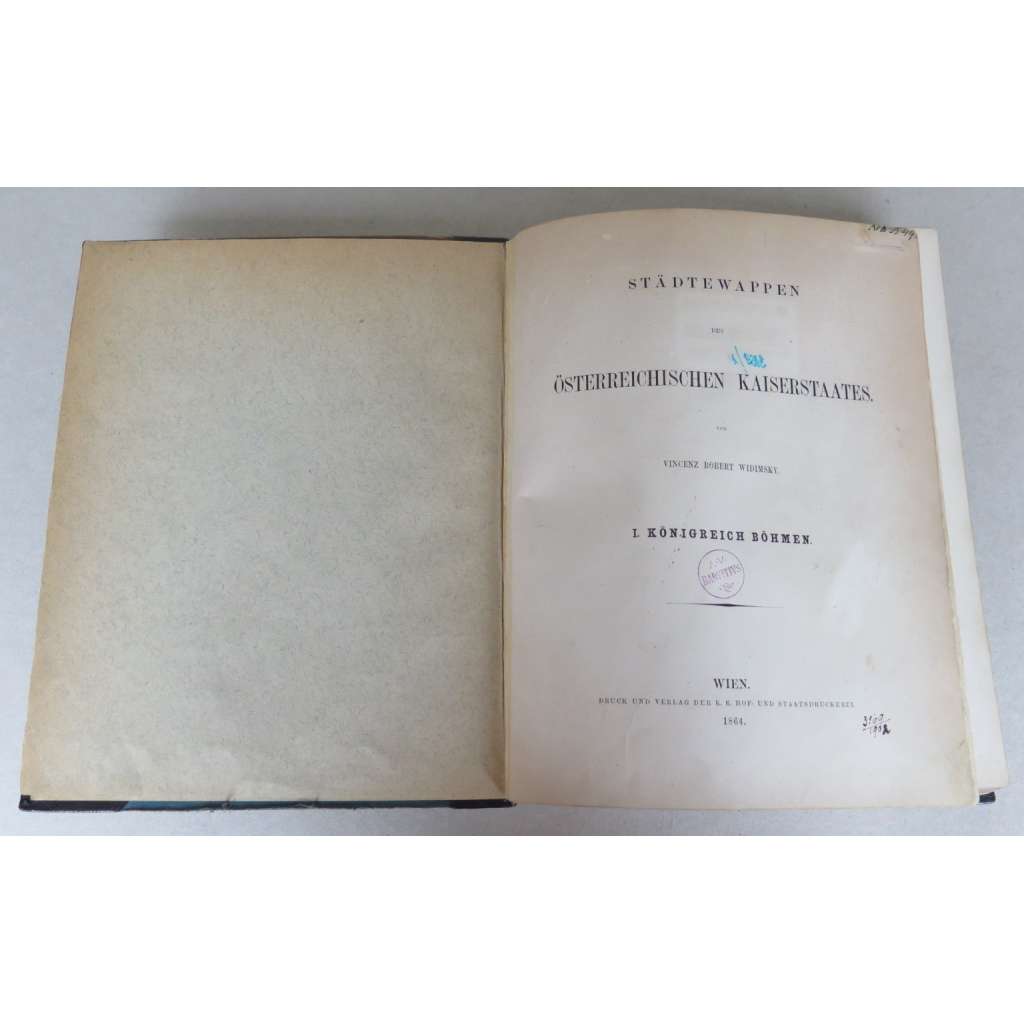 STÄDTEWAPPEN
DES
ÖSTERREICHISCHEN KAISERSTAATES.
VON
VINCENZ ROBERT WIDIMSKY.
I. KÖNIGREICH BÖHMEN.
WIEN.
DRUCK UND VERLAG DER K. K. HOF- UND STAATSDRUCKEREI.
1864.